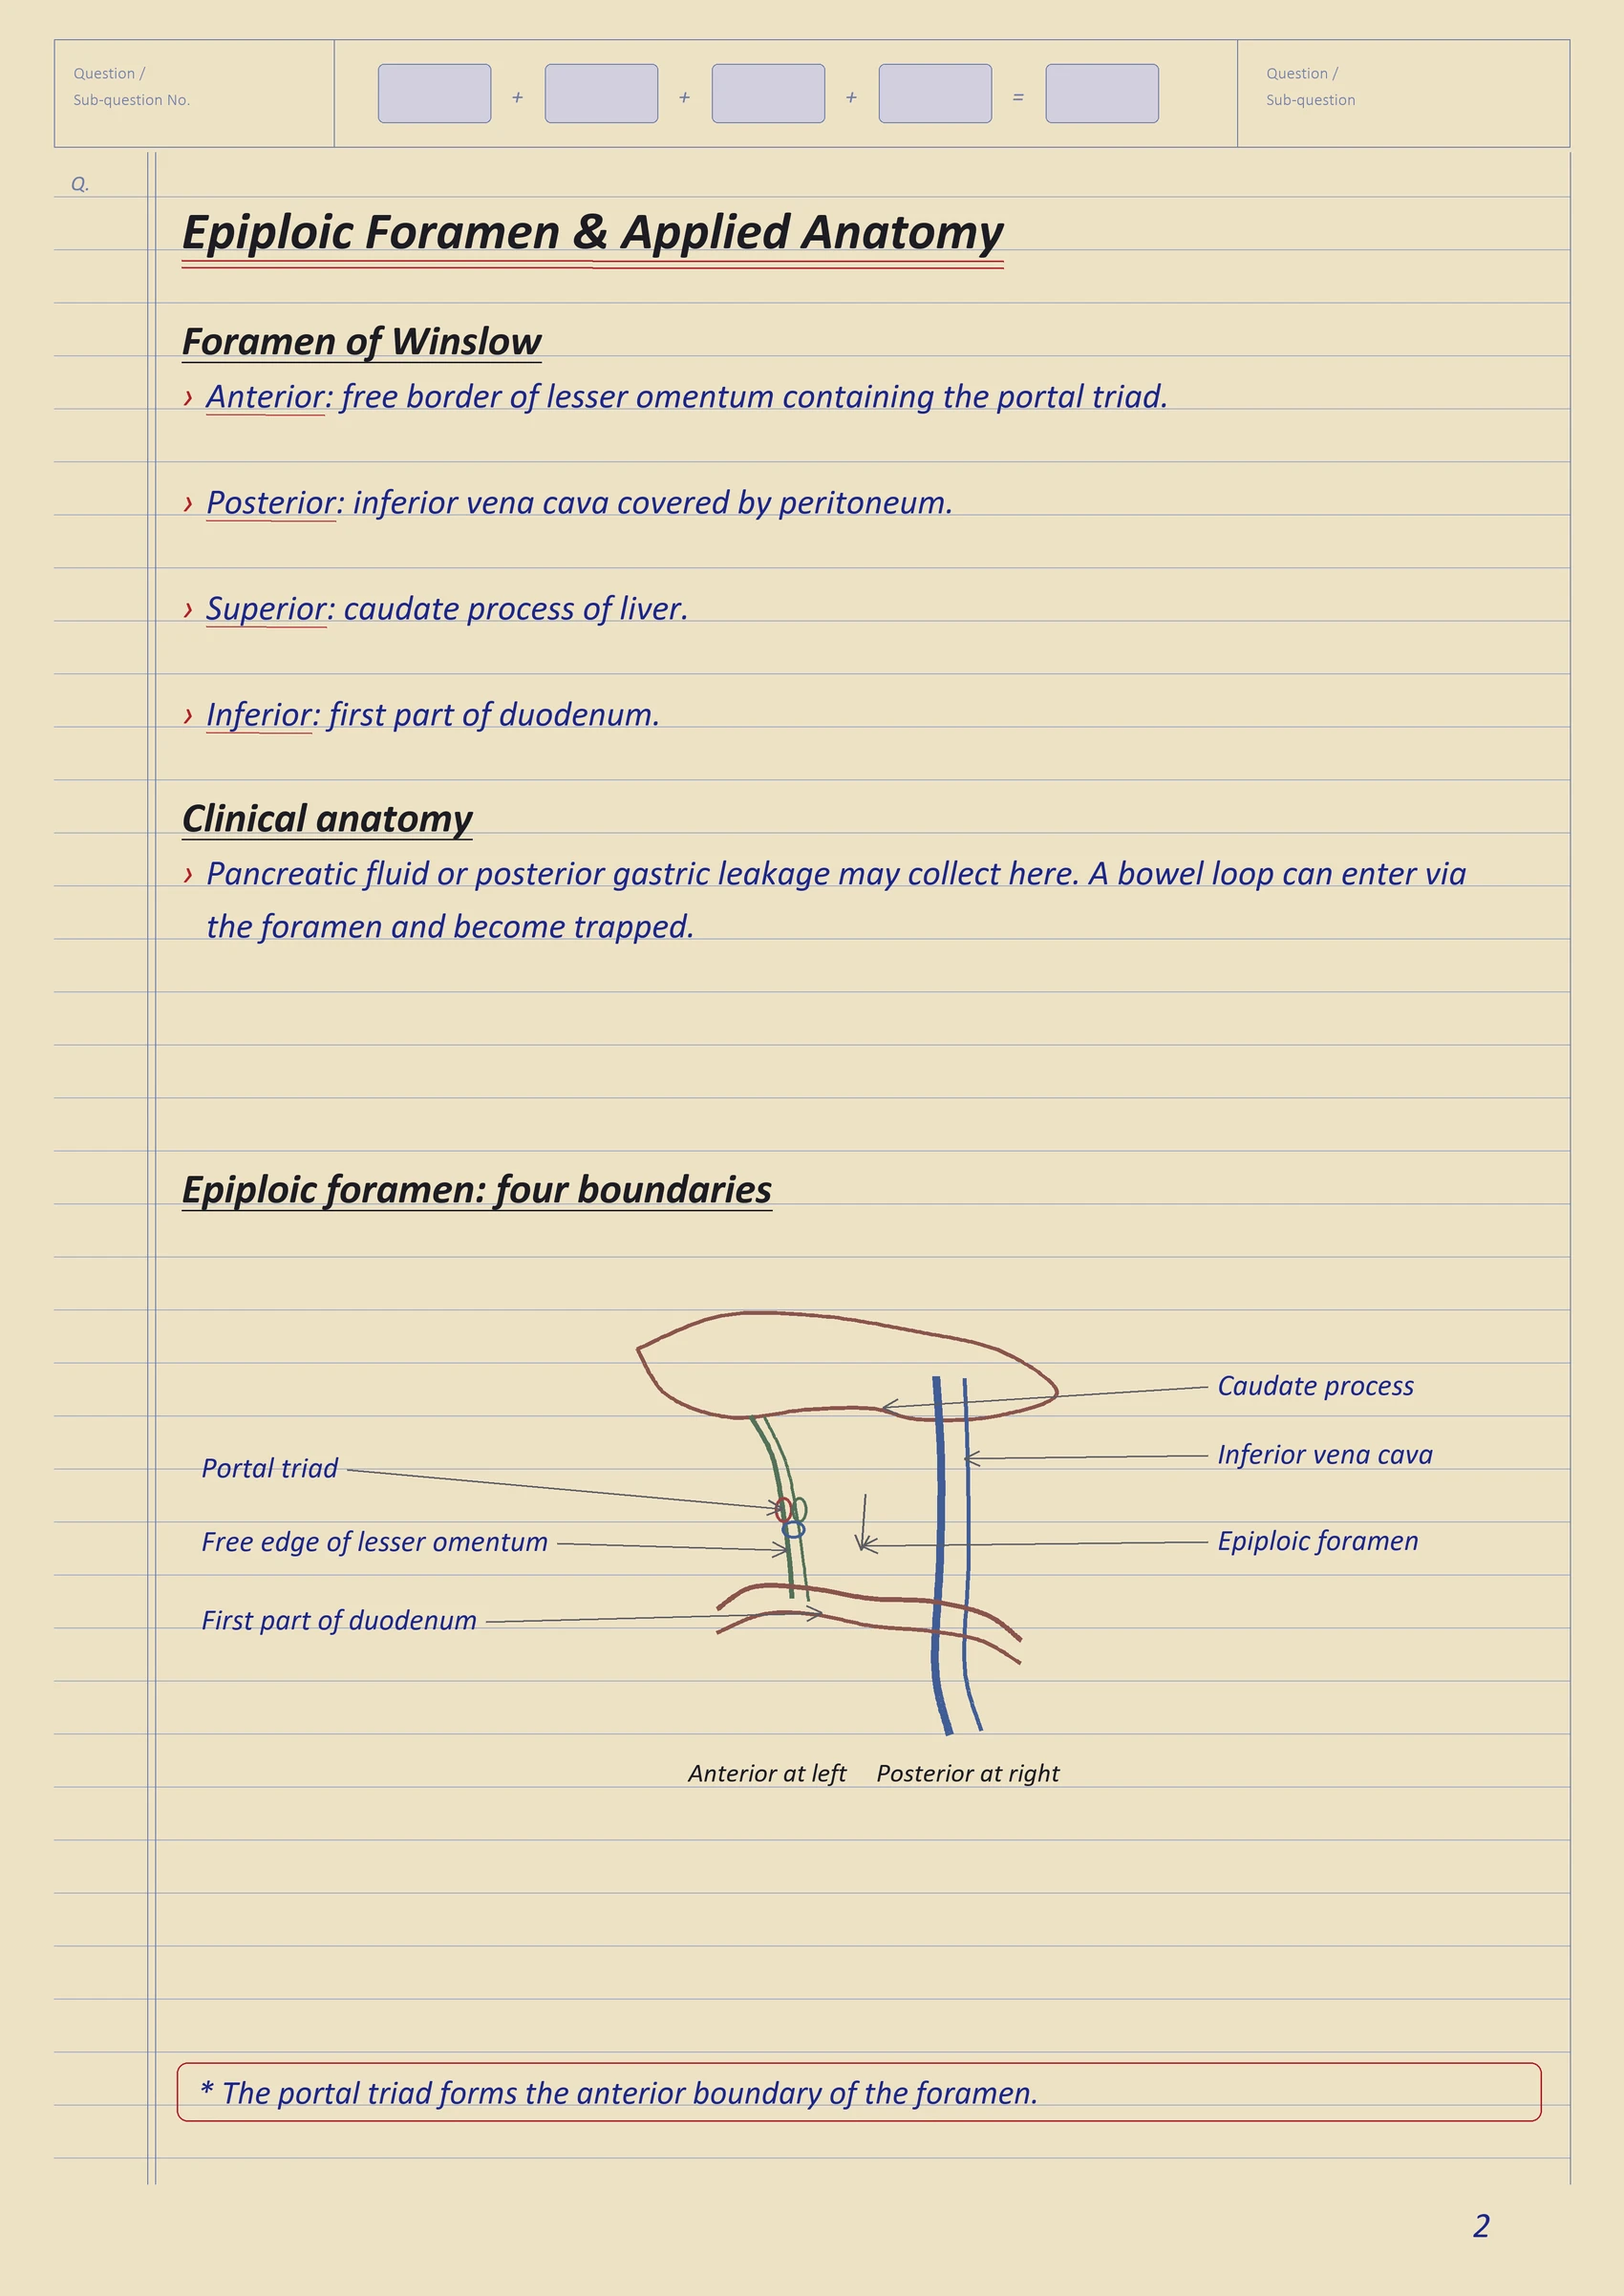 Question /
Sub-question No.
+ + + =
Question /
Sub-question
Q.
Epiploic Foramen & Applied Anatomy
Foramen of Winslow
› Anterior: free border of lesser omentum containing the portal triad.
› Posterior: inferior vena cava covered by peritoneum.
› Superior: caudate process of liver.
› Inferior: first part of duodenum.
Clinical anatomy
› Pancreatic fluid or posterior gastric leakage may collect here. A bowel loop can enter via
the foramen and become trapped.
Epiploic foramen: four boundaries
Caudate process
Inferior vena cava
Portal triad
Free edge of lesser omentum
Epiploic foramen
First part of duodenum
Anterior at left Posterior at right
* The portal triad forms the anterior boundary of the foramen.
2